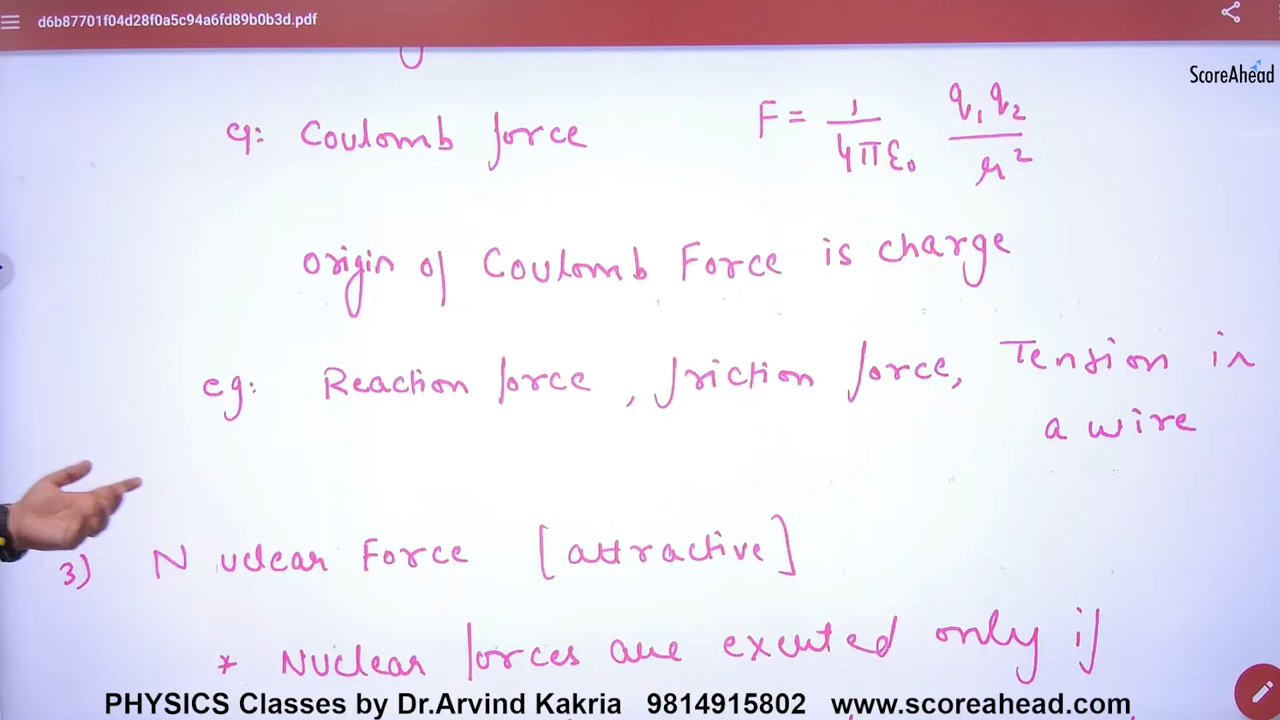 d6b87701f04d28f0a5c94a6fd89b0b3d.pdf
ScoreAhead
eg: Coulomb force F = 1/4πε₀ q₁q₂/r²
origin of Coulomb Force is charge
eg: Reaction force, friction force, Tension in
a wire
3) Nuclear Force [attractive]
* Nuclear forces are exerted only if
PHYSICS Classes by Dr.Arvind Kakria 9814915802 www.scoreahead.com